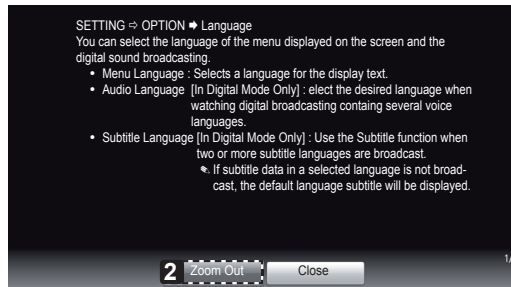 SETTING ⇨ OPTION ➡ Language
You can select the language of the menu displayed on the screen and the
digital sound broadcasting.
• Menu Language : Selects a language for the display text.
• Audio Language [In Digital Mode Only] : elect the desired language when
watching digital broadcasting containg several voice
languages.
• Subtitle Language [In Digital Mode Only] : Use the Subtitle function when
two or more subtitle languages are broadcast.
✎ If subtitle data in a selected language is not broad-
cast, the default language subtitle will be displayed.
1/
2 Zoom Out Close